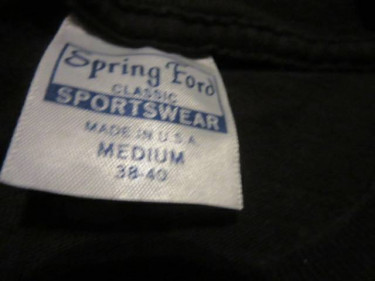 Spring Ford
CLASSIC
SPORTSWEAR
MADE IN U.S.A.
MEDIUM
38-40